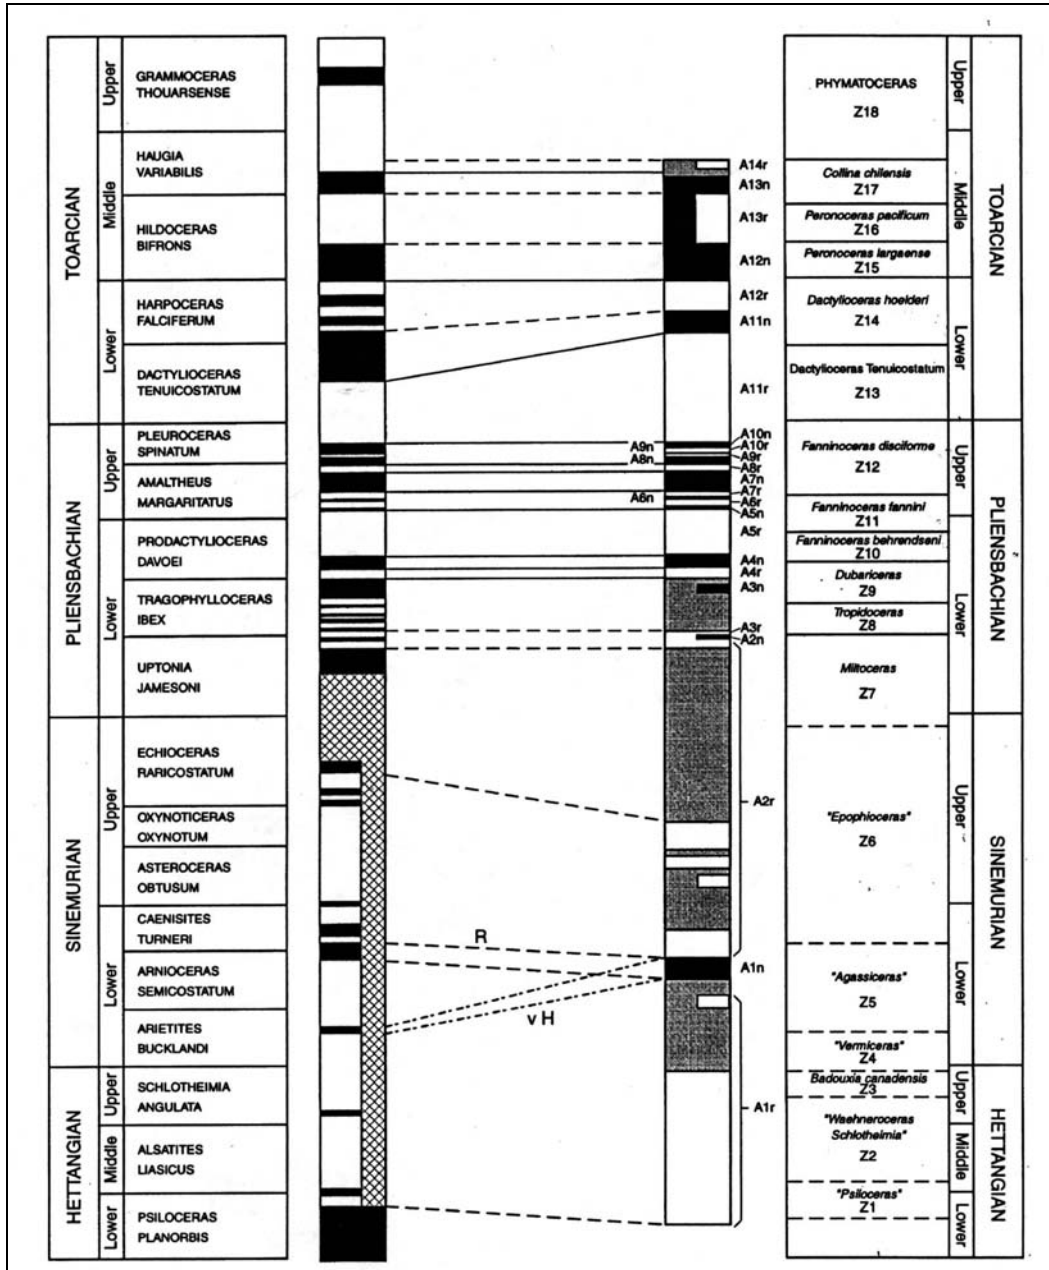 TOARCIAN
Upper
Middle
Lower
GRAMMOCERAS
THOUARSENSE
HAUGIA
VARIABILIS
HILDOCERAS
BIFRONS
HARPOCERAS
FALCIFERUM
DACTYLIOCERAS
TENUICOSTATUM
PLIENSBACHIAN
Upper
Lower
PLEUROCERAS
SPINATUM
AMALTHEUS
MARGARITATUS
PRODACTYLIOCERAS
DAVOEI
TRAGOPHYLLOCERAS
IBEX
UPTONIA
JAMESONI
SINEMURIAN
Upper
Lower
ECHIOCERAS
RARICOSTATUM
OXYNOTICERAS
OXYNOTUM
ASTEROCERAS
OBTUSUM
CAENISITES
TURNERI
ARNIOCERAS
SEMICOSTATUM
ARIETITES
BUCKLANDI
HETTANGIAN
Upper
Middle
Lower
SCHLOTHEIMIA
ANGULATA
ALSATITES
LIASICUS
PSILOCERAS
PLANORBIS
R
v H
A14r
A13n
A13r
A12n
A12r
A11n
A11r
A10n
A10r
A9n
A9r
A8n
A8r
A7n
A7r
A6n
A6r
A5n
A5r
A4n
A4r
A3n
A3r
A2n
A2r
A1n
A1r
PHYMATOCERAS
Z18
Collina chilensis
Z17
Peronoceras pacificum
Z16
Peronoceras largaense
Z15
Dactylioceras hoelderi
Z14
Dactylioceras Tenuicostatum
Z13
Fanninoceras disciforme
Z12
Fanninoceras fannini
Z11
Fanninoceras behrendseni
Z10
Dubariceras
Z9
Tropidoceras
Z8
Miltoceras
Z7
"Epophioceras"
Z6
"Agassiceras"
Z5
"Vermiceras"
Z4
Badouxia canadensis
Z3
"Waehneroceras
Schlotheimia"
Z2
"Psiloceras"
Z1
Upper
Middle
Lower
TOARCIAN
Upper
Lower
PLIENSBACHIAN
Upper
Lower
SINEMURIAN
Upper
Middle
Lower
HETTANGIAN